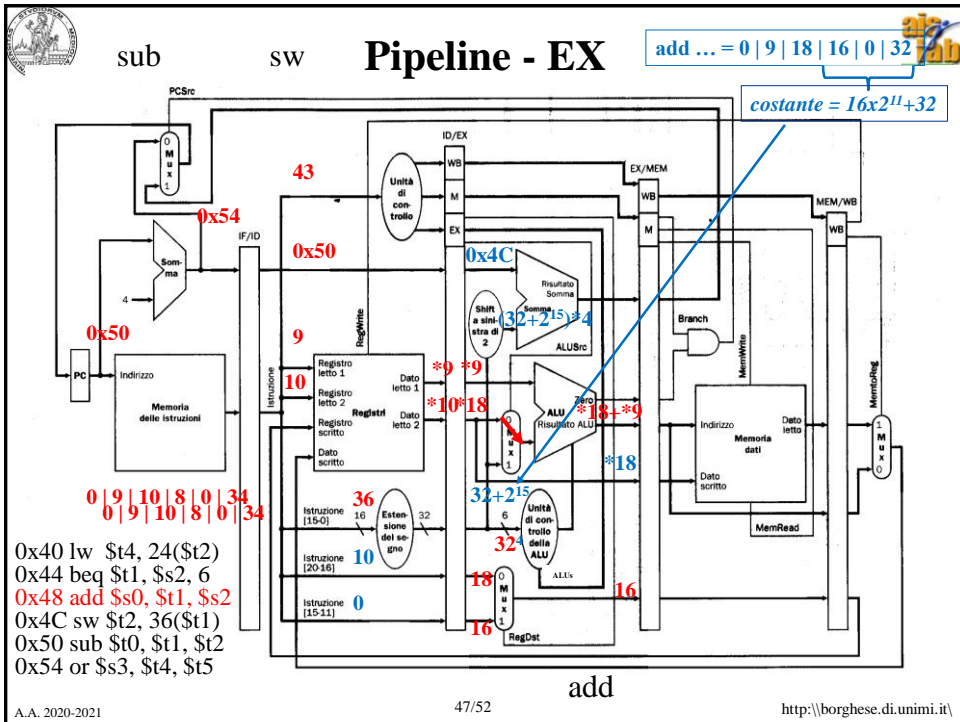 sub sw Pipeline - EX
add … = 0 | 9 | 18 | 16 | 0 | 32
costante = 16x2¹¹+32
PCSrc
0
M
u
x
1
ID/EX
WB
M
EX
EX/MEM
WB
M
MEM/WB
WB
43
Unità
di con-
trollo
0x54
IF/ID
0x50
0x4C
Som-
ma
4
Risultato
Somma
Somma
Shift
a sini-
stra di
2
(32+2¹⁵)*4
Branch
RegWrite
ALUSrc
MemWrite
MemtoReg
0x50
PC
Indirizzo
Memoria
delle istruzioni
Istruzione
9
10
Registro
letto 1
Registro
letto 2
Registro
scritto
Dato
scritto
Registri
Dato
letto 1
Dato
letto 2
*9 *9
*10 *18
0
M
u
x
1
ALU
Zero
Risultato ALU
*18+*9
*18
Indirizzo
Dato
scritto
Memoria
dati
Dato
letto
1
M
u
x
0
MemRead
32+2¹⁵
0 | 9 | 10 | 8 | 0 | 34
0 | 9 | 10 | 8 | 0 | 34
Istruzione
[15-0]
36
16
Esten-
sione
del se-
gno
32
6
32
Unità
di con-
trollo
della
ALU
ALUs
Istruzione
[20-16]
10
18
0
M
u
x
1
16
Istruzione
[15-11]
0
16
RegDst
0x40 lw $t4, 24($t2)
0x44 beq $t1, $s2, 6
0x48 add $s0, $t1, $s2
0x4C sw $t2, 36($t1)
0x50 sub $t0, $t1, $t2
0x54 or $s3, $t4, $t5
add
A.A. 2020-2021
47/52
http:\\borghese.di.unimi.it\